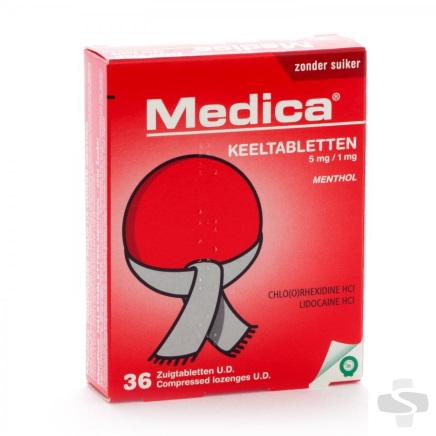 zonder suiker
Medica®
KEELTABLETTEN
5 mg / 1 mg
MENTHOL
CHLO(O)RHEXIDINE HCl
LIDOCAINE HCl
36 Zuigtabletten U.D.
Compressed lozenges U.D.